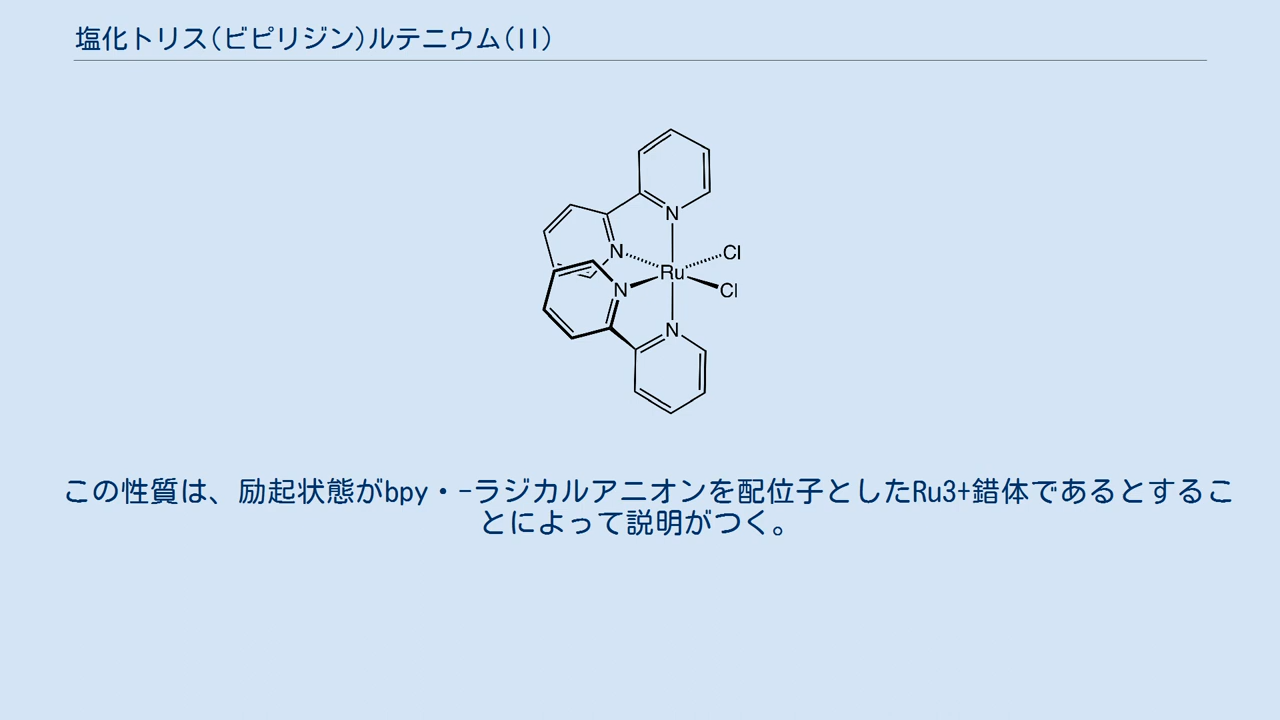 塩化トリス(ビピリジン)ルテニウム(II)
N
N
Cl
Ru
N
Cl
N
この性質は、励起状態がbpy・-ラジカルアニオンを配位子としたRu3+錯体であるとするこ
とによって説明がつく。